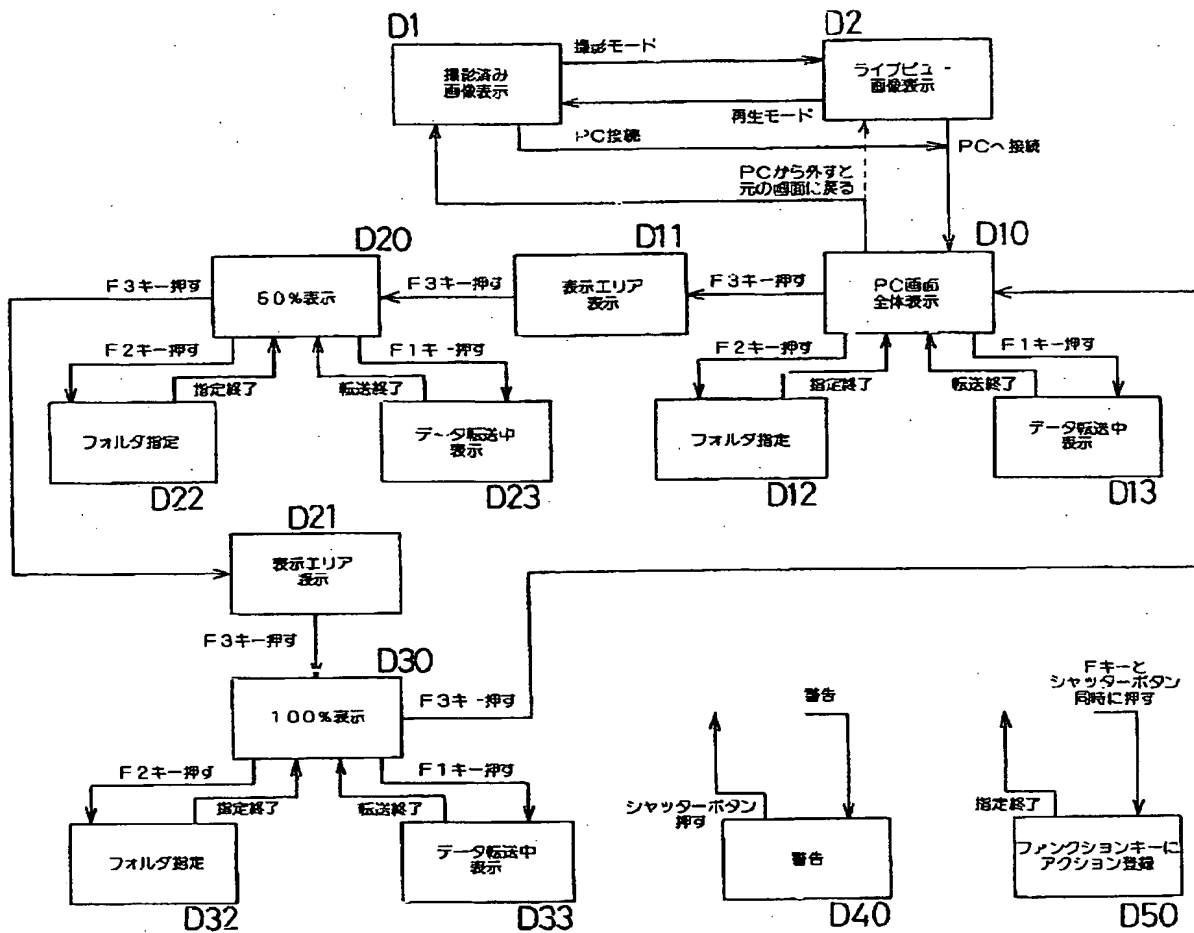 D1
D2
撮影モード
撮影済み
画像表示
ライブビュー
画像表示
再生モード
PC接続
PCへ接続
PCから外すと
元の画面に戻る
D20
D11
D10
F3キー押す
50%表示
F3キー押す
表示エリア
表示
F3キー押す
PC画面
全体表示
F2キー押す
F1キー押す
F2キー押す
F1キー押す
指定終了
転送終了
指定終了
転送終了
フォルダ指定
データ転送中
表示
フォルダ指定
データ転送中
表示
D22
D23
D12
D13
D21
表示エリア
表示
F3キー押す
D30
100%表示
F3キー押す
警告
Fキーと
シャッターボタン
同時に押す
F2キー押す
F1キー押す
指定終了
転送終了
シャッターボタン
押す
指定終了
フォルダ指定
データ転送中
表示
警告
ファンクションキーに
アクション登録
D32
D33
D40
D50